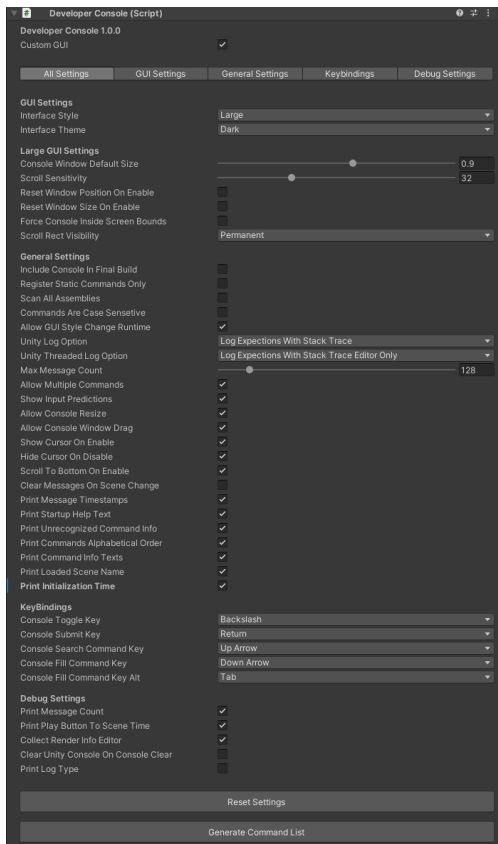 Developer Console (Script)
Developer Console 1.0.0
Custom GUI
All Settings GUI Settings General Settings Keybindings Debug Settings
GUI Settings
Interface Style Large
Interface Theme Dark
Large GUI Settings
Console Window Default Size 0.9
Scroll Sensitivity 32
Reset Window Position On Enable
Reset Window Size On Enable
Force Console Inside Screen Bounds
Scroll Rect Visibility Permanent
General Settings
Include Console In Final Build
Register Static Commands Only
Scan All Assemblies
Commands Are Case Sensetive
Allow GUI Style Change Runtime
Unity Log Option Log Expections With Stack Trace
Unity Threaded Log Option Log Expections With Stack Trace Editor Only
Max Message Count 128
Allow Multiple Commands
Show Input Predictions
Allow Console Resize
Allow Console Window Drag
Show Cursor On Enable
Hide Cursor On Disable
Scroll To Bottom On Enable
Clear Messages On Scene Change
Print Message Timestamps
Print Startup Help Text
Print Unrecognized Command Info
Print Commands Alphabetical Order
Print Command Info Texts
Print Loaded Scene Name
Print Initialization Time
KeyBindings
Console Toggle Key Backslash
Console Submit Key Return
Console Search Command Key Up Arrow
Console Fill Command Key Down Arrow
Console Fill Command Key Alt Tab
Debug Settings
Print Message Count
Print Play Button To Scene Time
Collect Render Info Editor
Clear Unity Console On Console Clear
Print Log Type
Reset Settings
Generate Command List